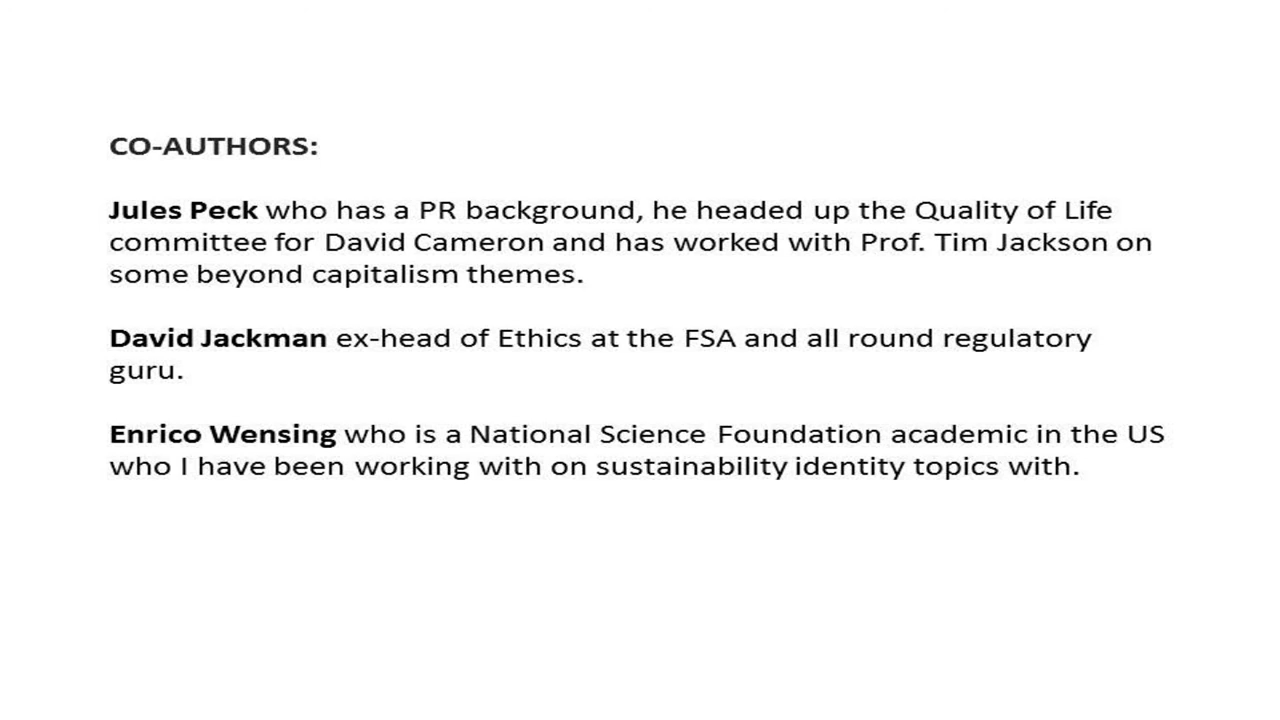 CO-AUTHORS:
Jules Peck who has a PR background, he headed up the Quality of Life
committee for David Cameron and has worked with Prof. Tim Jackson on
some beyond capitalism themes.
David Jackman ex-head of Ethics at the FSA and all round regulatory
guru.
Enrico Wensing who is a National Science Foundation academic in the US
who I have been working with on sustainability identity topics with.